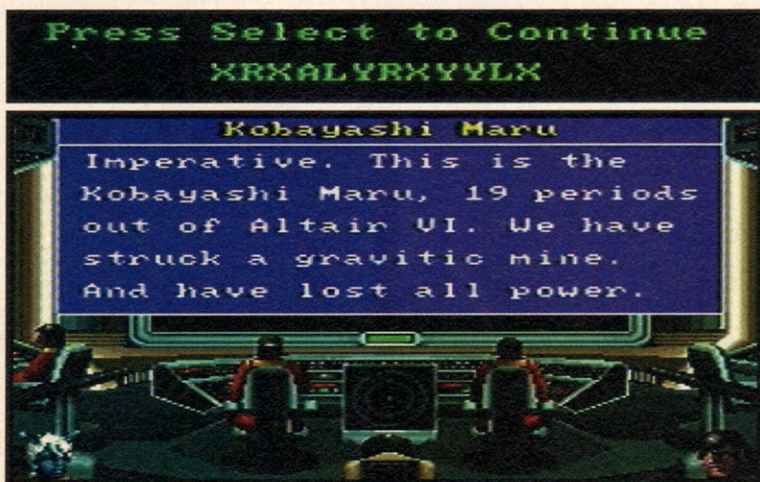 Press Select to Continue
XRXALYRXYYLX
Kobayashi Maru
Imperative. This is the
Kobayashi Maru, 19 periods
out of Altair VI. We have
struck a gravitic mine.
And have lost all power.